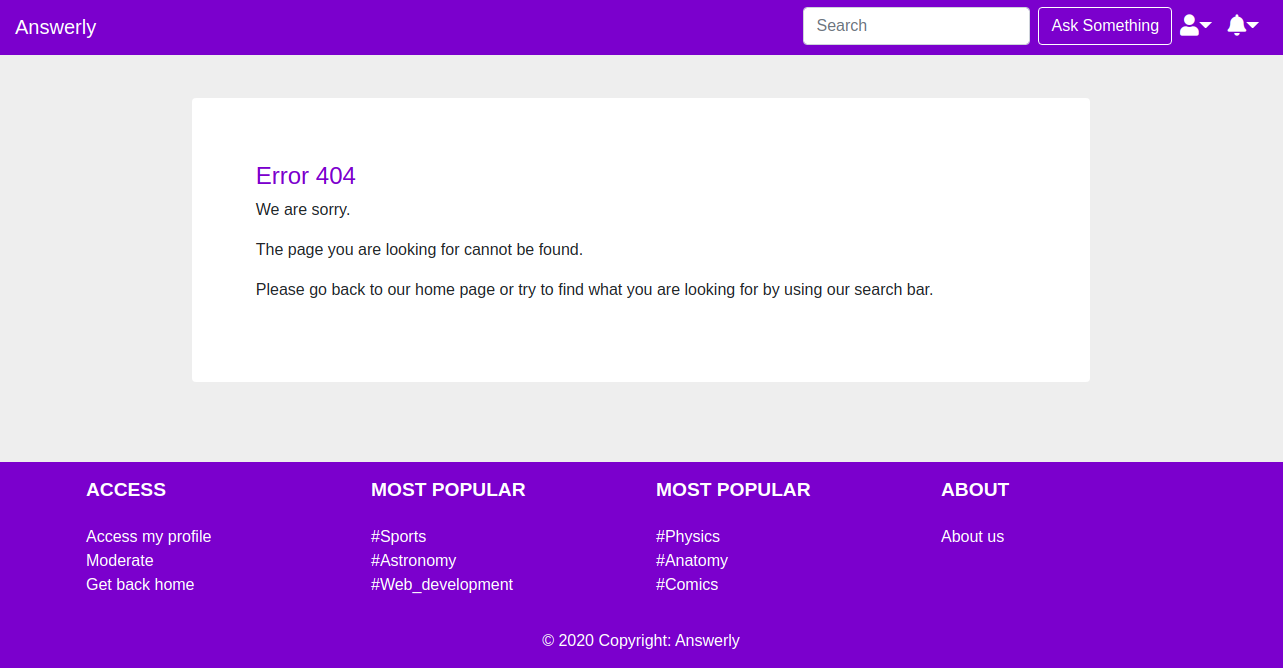 Answerly
Search
Ask Something
Error 404
We are sorry.
The page you are looking for cannot be found.
Please go back to our home page or try to find what you are looking for by using our search bar.
ACCESS
Access my profile
Moderate
Get back home
MOST POPULAR
#Sports
#Astronomy
#Web_development
MOST POPULAR
#Physics
#Anatomy
#Comics
ABOUT
About us
© 2020 Copyright: Answerly